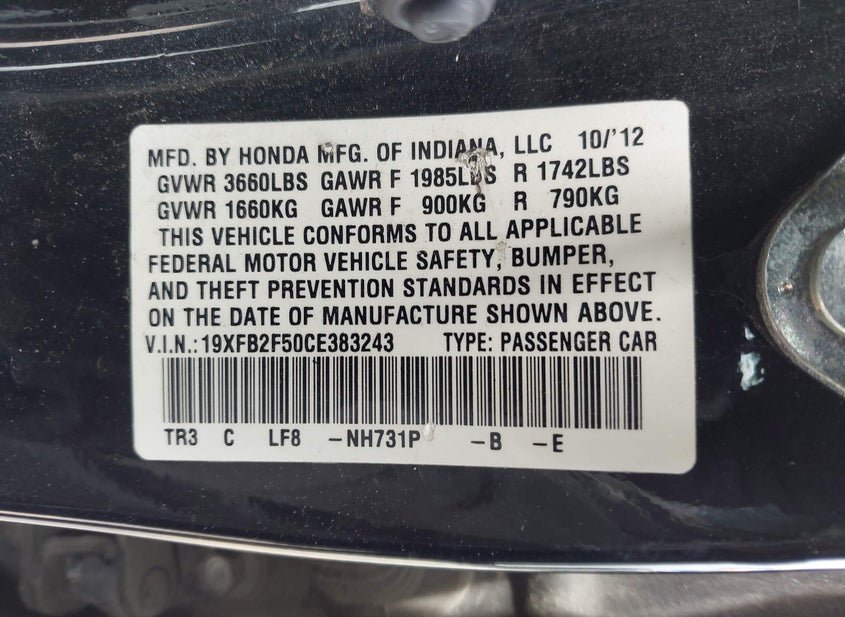 MFD. BY HONDA MFG. OF INDIANA, LLC 10/'12
GVWR 3660LBS GAWR F 1985LBS R 1742LBS
GVWR 1660KG GAWR F 900KG R 790KG
THIS VEHICLE CONFORMS TO ALL APPLICABLE
FEDERAL MOTOR VEHICLE SAFETY, BUMPER,
AND THEFT PREVENTION STANDARDS IN EFFECT
ON THE DATE OF MANUFACTURE SHOWN ABOVE.
V.I.N.:19XFB2F50CE383243 TYPE: PASSENGER CAR
TR3 C LF8 -NH731P -B -E